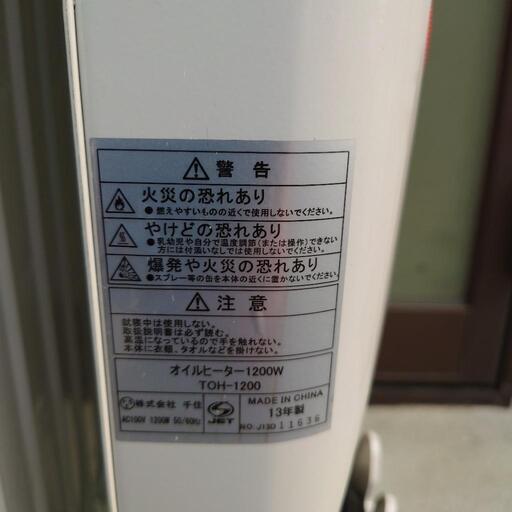 警告
火災の恐れあり
●燃えやすいものの近くで使用しないでください。
やけどの恐れあり
●乳幼児や自分で温度調節(または操作)できない
方には付添いなしでは使用しないでください。
爆発や火災の恐れあり
●スプレー等の缶を本体の近くに置かないでください。
注意
就寝中は使用しない。
取扱説明書は必ず読む。
高温になっているので手を触れない。
本体に衣類、タオルなどを掛けない。
オイルヒーター1200W
TOH-1200
株式会社 千住
AC100V 1200W 50/60Hz
JET
MADE IN CHINA
13年製
NO.J13D11636